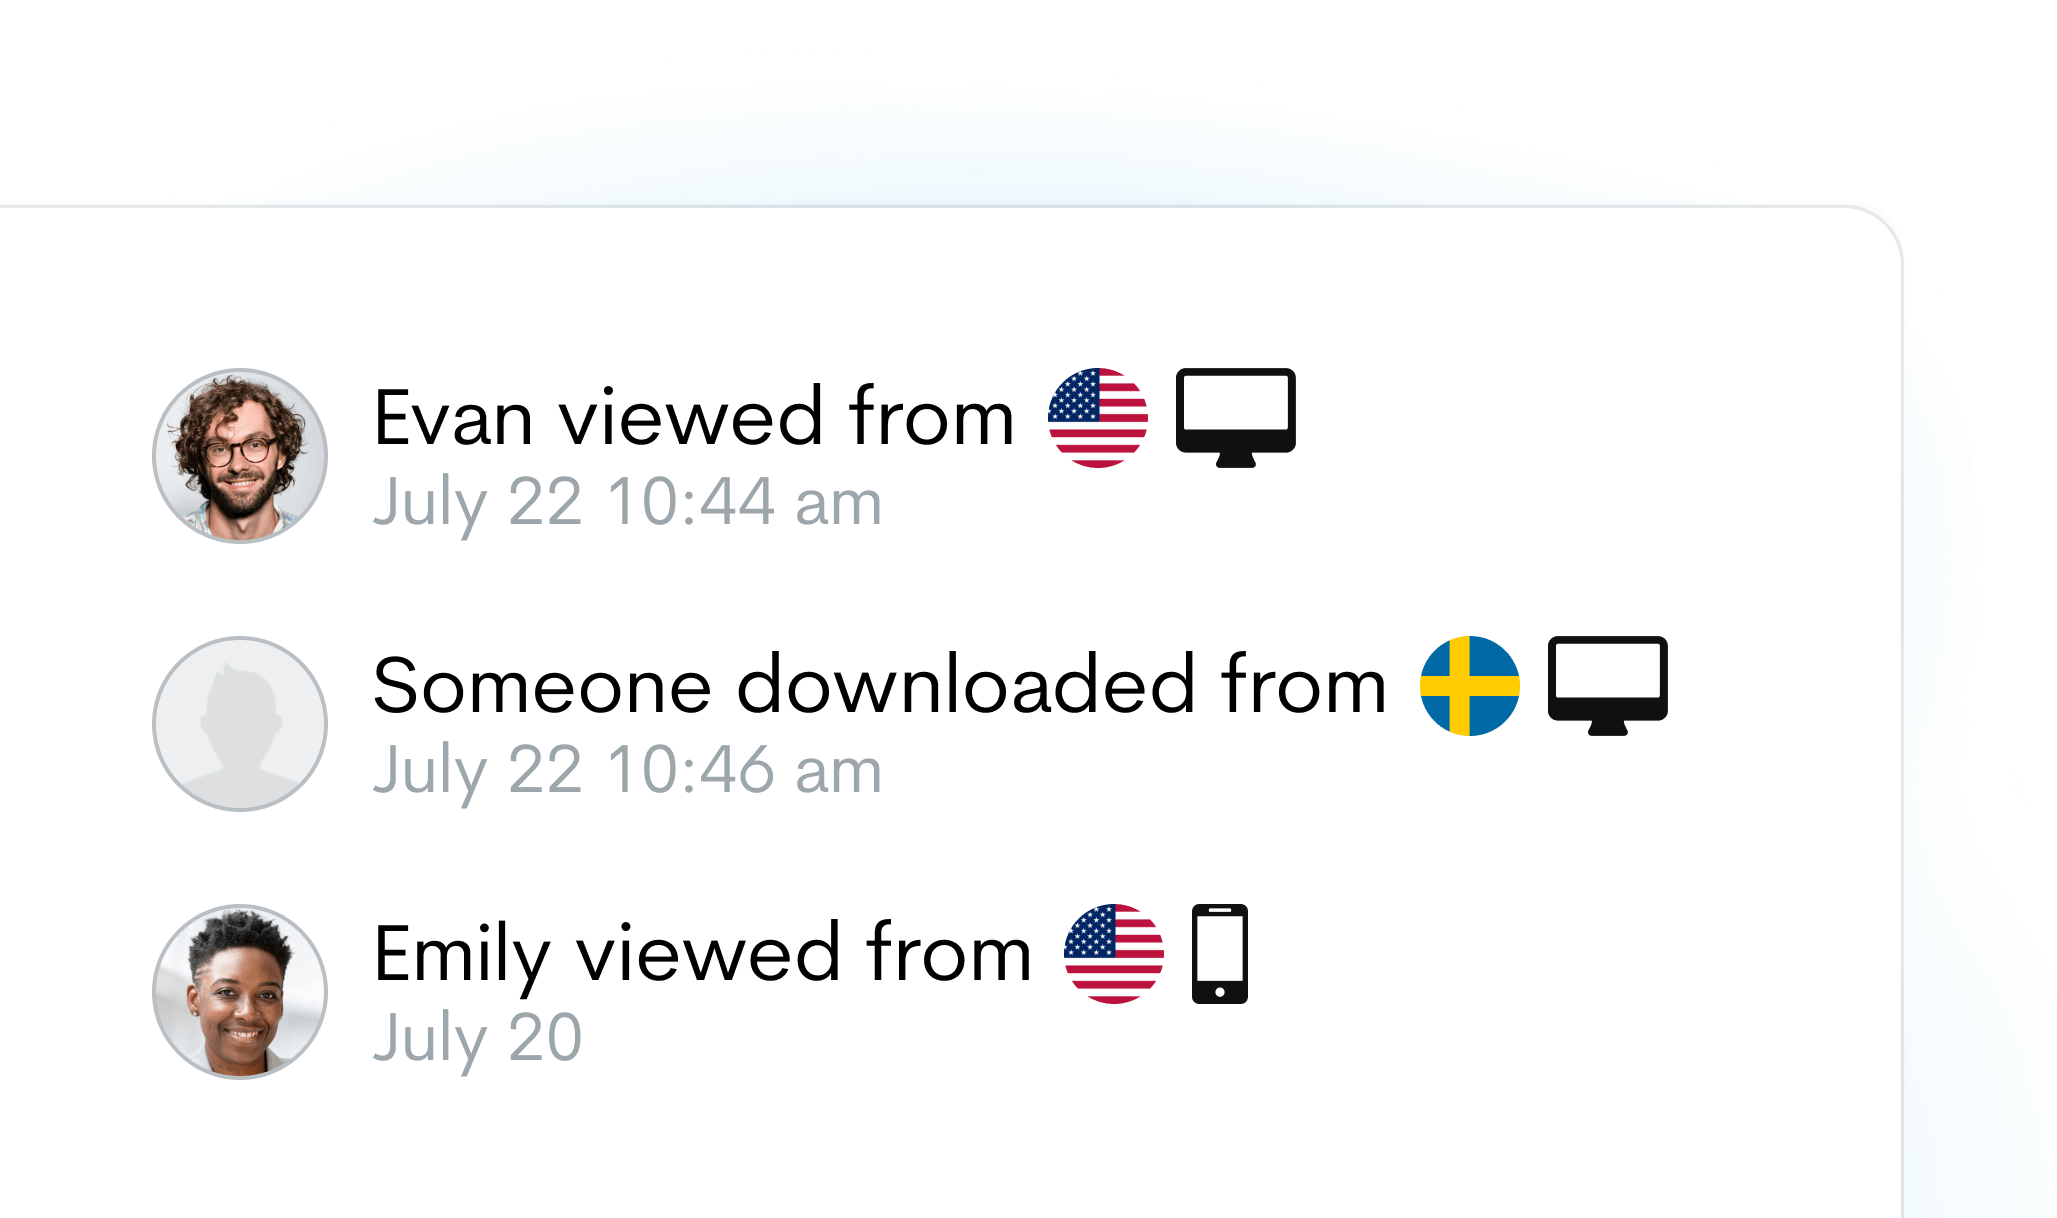 Evan viewed from
July 22 10:44 am
Someone downloaded from
July 22 10:46 am
Emily viewed from
July 20